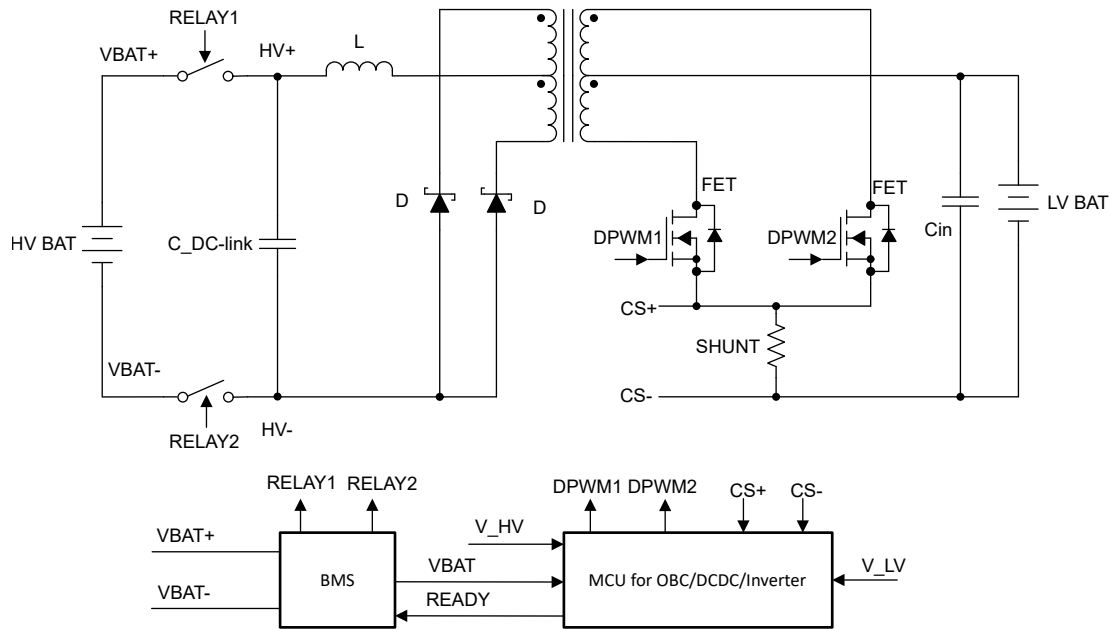 RELAY1
VBAT+
HV+
L
D
D
FET
FET
HV BAT
C_DC-link
DPWM1
DPWM2
Cin
LV BAT
CS+
SHUNT
VBAT-
CS-
HV-
RELAY2
RELAY1
RELAY2
DPWM1
DPWM2
CS+
CS-
VBAT+
V_HV
BMS
VBAT
MCU for OBC/DCDC/Inverter
V_LV
VBAT-
READY